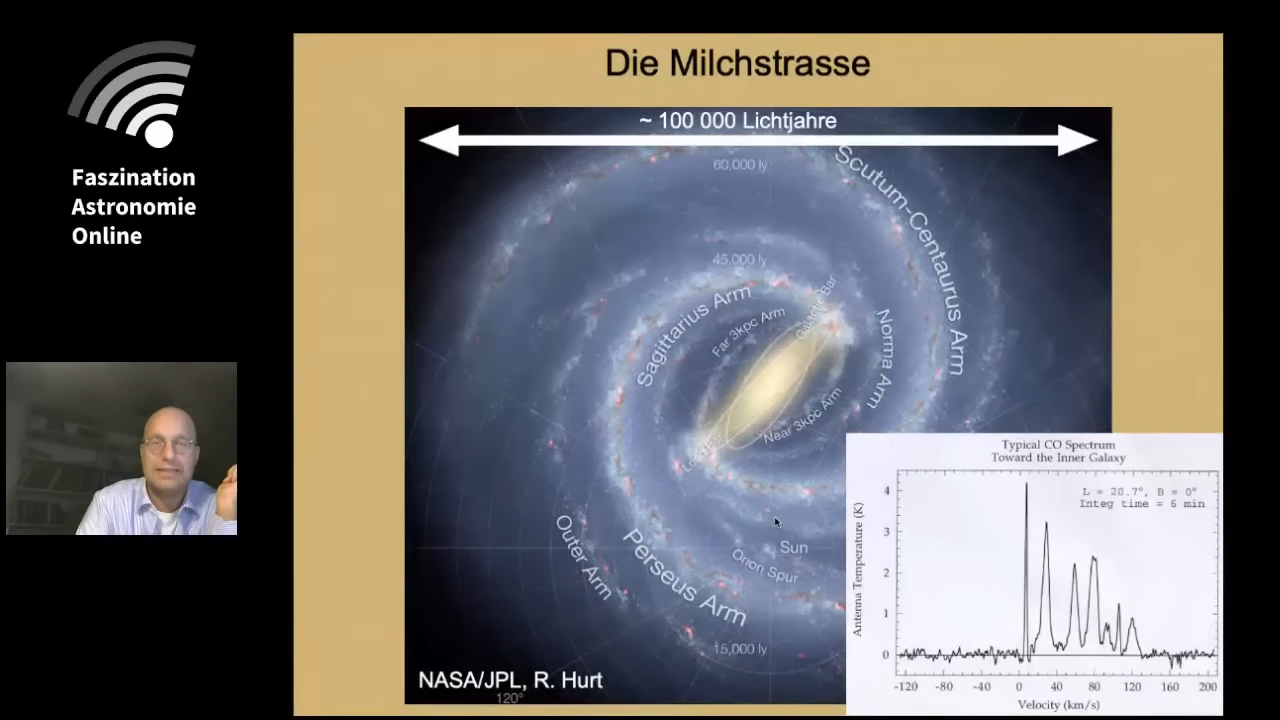 Faszination
Astronomie
Online
Die Milchstrasse
~ 100 000 Lichtjahre
60,000 ly
Scutum-Centaurus Arm
45,000 ly
Sagittarius Arm
Far 3kpc Arm
Galactic Bar
Norma Arm
Near 3kpc Arm
Long Bar
Sun
Orion Spur
Outer Arm
Perseus Arm
15,000 ly
NASA/JPL, R. Hurt
120°
Typical CO Spectrum
Toward the Inner Galaxy
L = 20.7°, B = 0°
Integ time = 6 min
Antenna Temperature (K)
4
3
2
1
0
-120 -80 -40 0 40 80 120 160 200
Velocity (km/s)